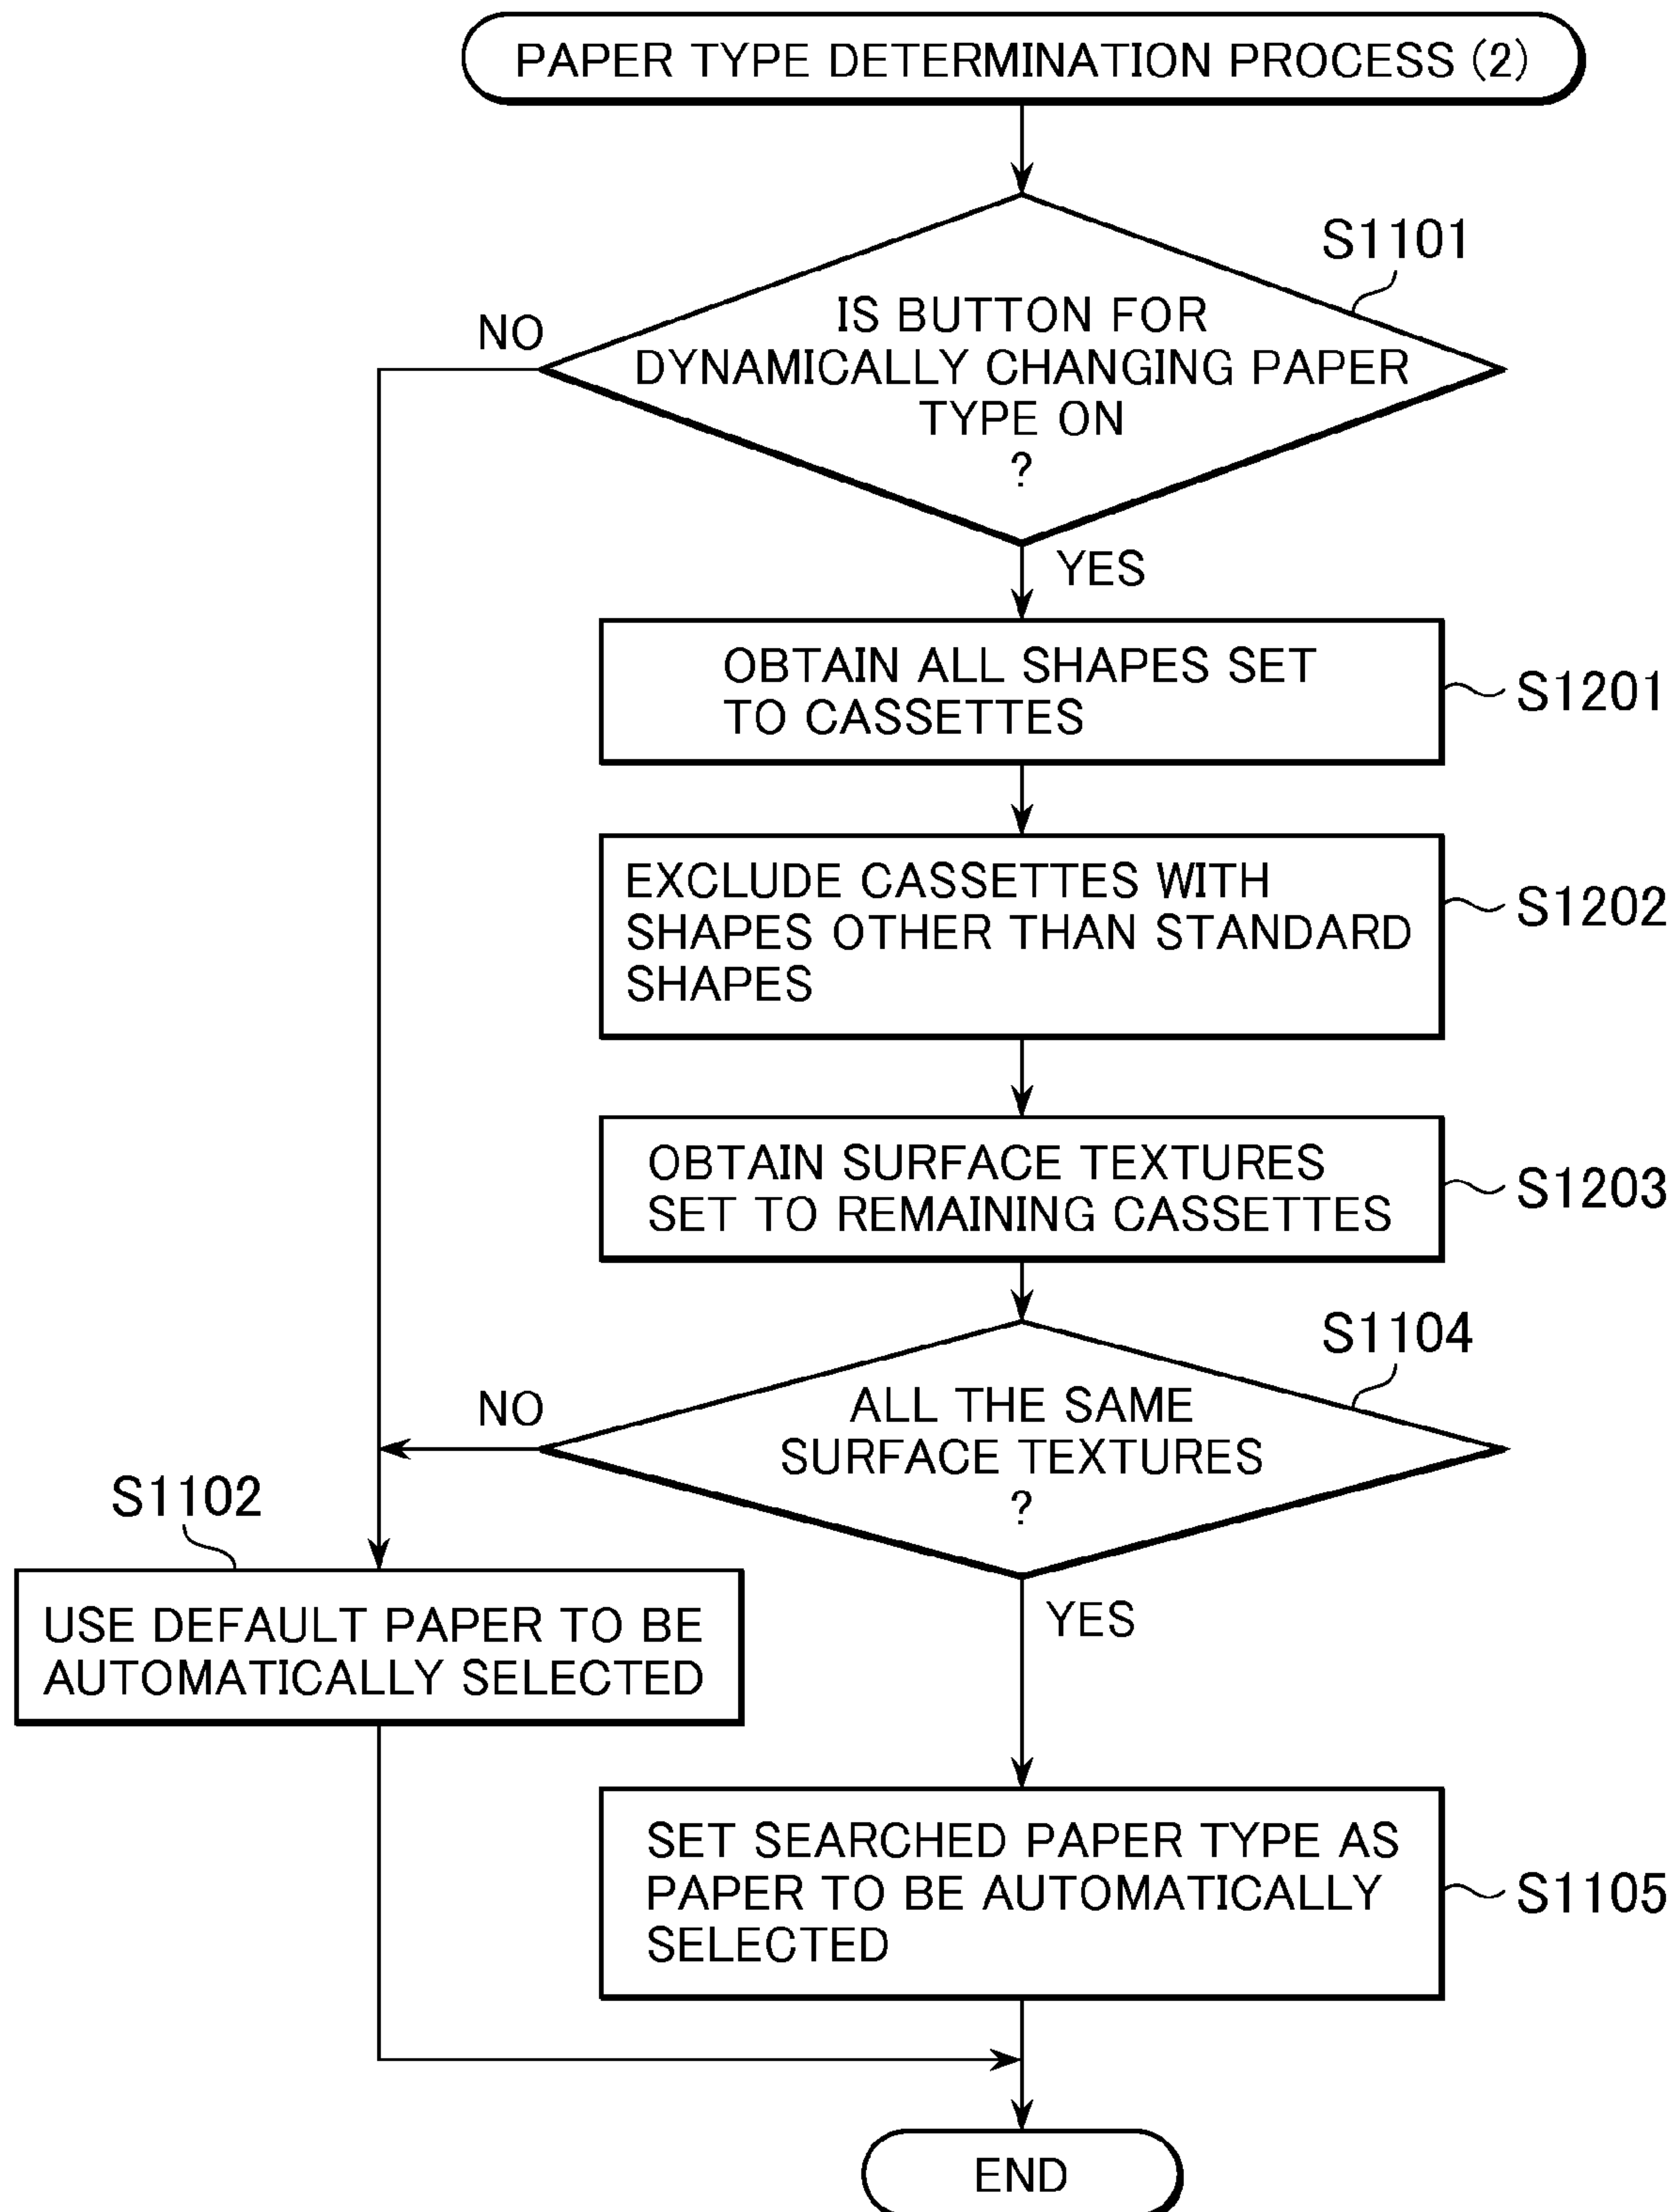 PAPER TYPE DETERMINATION PROCESS (2)
S1101
IS BUTTON FOR
DYNAMICALLY CHANGING PAPER
TYPE ON
?
NO
YES
OBTAIN ALL SHAPES SET
TO CASSETTES
S1201
EXCLUDE CASSETTES WITH
SHAPES OTHER THAN STANDARD
SHAPES
S1202
OBTAIN SURFACE TEXTURES
SET TO REMAINING CASSETTES
S1203
S1104
ALL THE SAME
SURFACE TEXTURES
?
NO
YES
S1102
USE DEFAULT PAPER TO BE
AUTOMATICALLY SELECTED
SET SEARCHED PAPER TYPE AS
PAPER TO BE AUTOMATICALLY
SELECTED
S1105
END